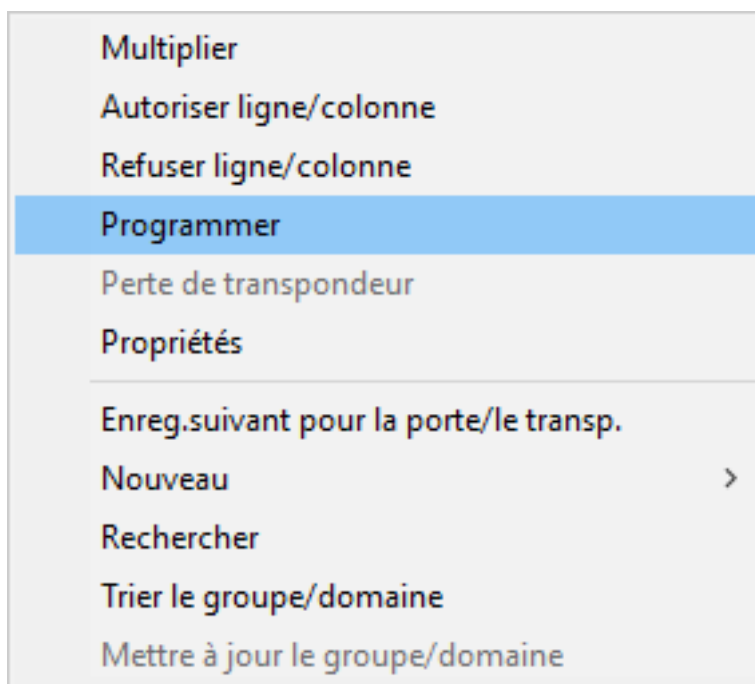 Multiplier
Autoriser ligne/colonne
Refuser ligne/colonne
Programmer
Perte de transpondeur
Propriétés
Enreg.suivant pour la porte/le transp.
Nouveau
Rechercher
Trier le groupe/domaine
Mettre à jour le groupe/domaine